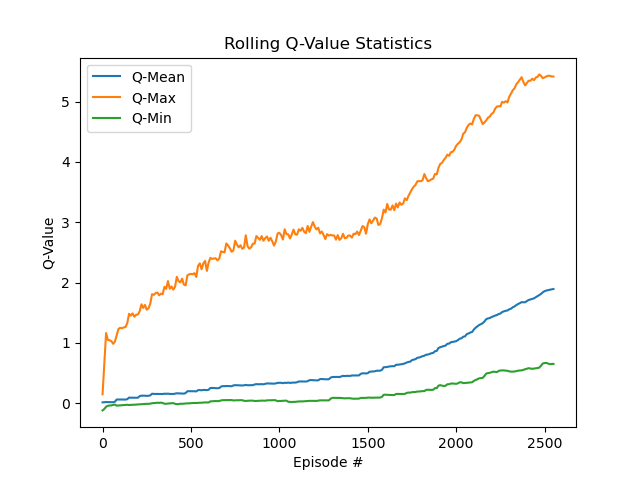 Rolling Q-Value Statistics
Q-Mean
Q-Max
Q-Min
Q-Value
5
4
3
2
1
0
0 500 1000 1500 2000 2500
Episode #